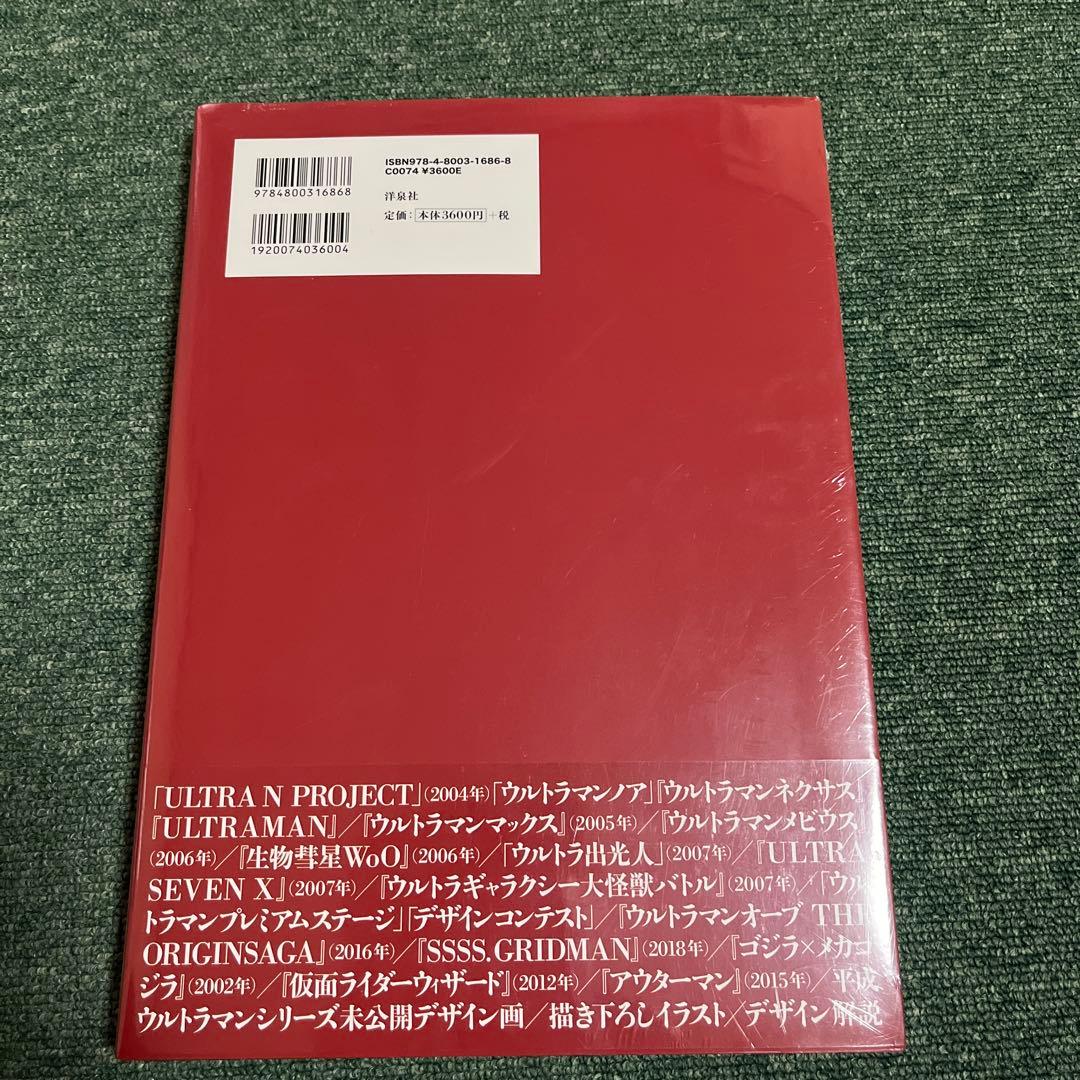 ISBN978-4-8003-1686-8
C0074 ¥3600E
9784800316868
洋泉社
定価：本体3600円＋税
1920074036004
「ULTRA N PROJECT」(2004年)「ウルトラマンノア」『ウルトラマンネクサス』
『ULTRAMAN』／『ウルトラマンマックス』(2005年)／『ウルトラマンメビウス』
(2006年)／『生物彗星WoO』(2006年)／「ウルトラ出光人」(2007年)／『ULTRA
SEVEN X』(2007年)／『ウルトラギャラクシー大怪獣バトル』(2007年)／「ウル
トラマンプレミアムステージ」「デザインコンテスト」／『ウルトラマンオーブ THE
ORIGINSAGA』(2016年)／『SSSS.GRIDMAN』(2018年)／『ゴジラ×メカゴ
ジラ』(2002年)／『仮面ライダーウィザード』(2012年)／『アウターマン』(2015年)／平成
ウルトラマンシリーズ未公開デザイン画／描き下ろしイラスト／デザイン解説